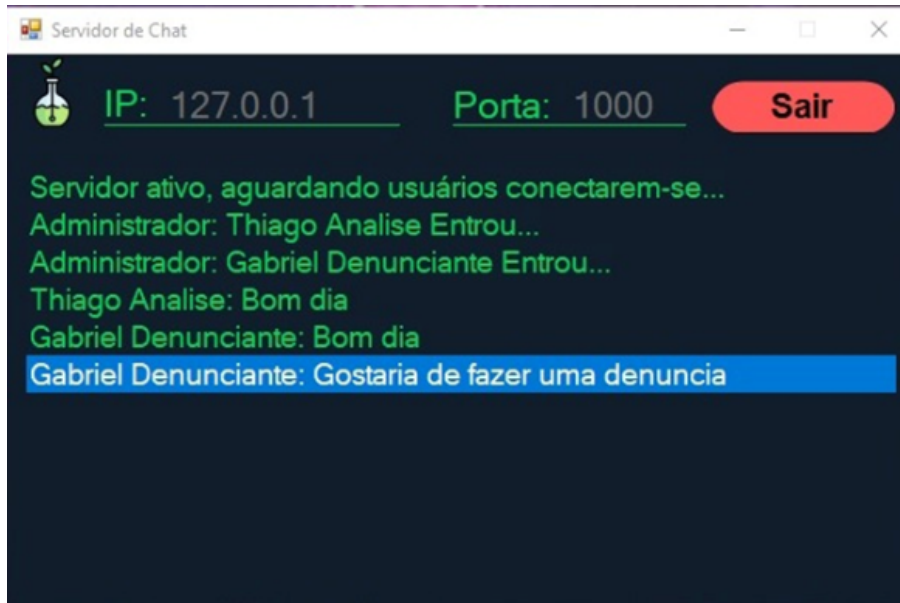 Servidor de Chat
IP: 127.0.0.1 Porta: 1000 Sair
Servidor ativo, aguardando usuários conectarem-se...
Administrador: Thiago Analise Entrou...
Administrador: Gabriel Denunciante Entrou...
Thiago Analise: Bom dia
Gabriel Denunciante: Bom dia
Gabriel Denunciante: Gostaria de fazer uma denuncia